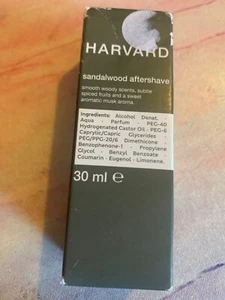 HARVARD
sandalwood aftershave
smooth woody scents, subtle
spiced fruits and a sweet
aromatic musk aroma.
Ingredients: Alcohol Denat.
Aqua - Parfum - PEG-40
Hydrogenated Castor Oil - PEG-6
Caprylic/Capric Glycerides -
PEG/PPG-20/6 Dimethicone -
Benzophenone-1 - Propylene
Glycol - Benzyl Benzoate
Coumarin - Eugenol - Limonene.
30 ml ℮